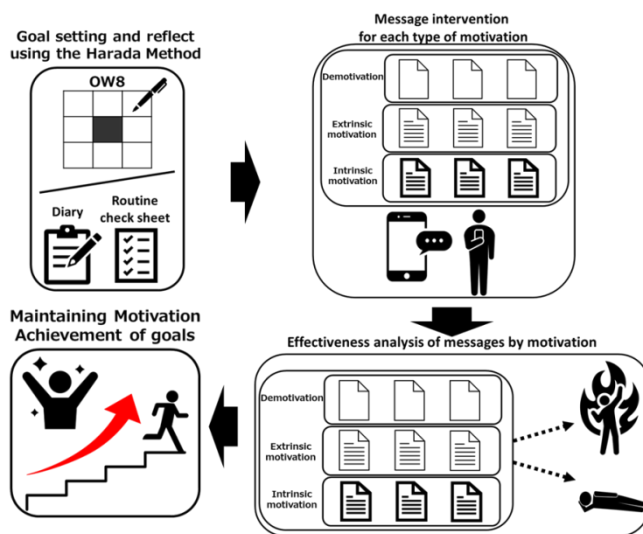 Goal setting and reflect
using the Harada Method
OW8
Diary
Routine
check sheet
Message intervention
for each type of motivation
Demotivation
Extrinsic
motivation
Intrinsic
motivation
Effectiveness analysis of messages by motivation
Demotivation
Extrinsic
motivation
Intrinsic
motivation
Maintaining Motivation
Achievement of goals